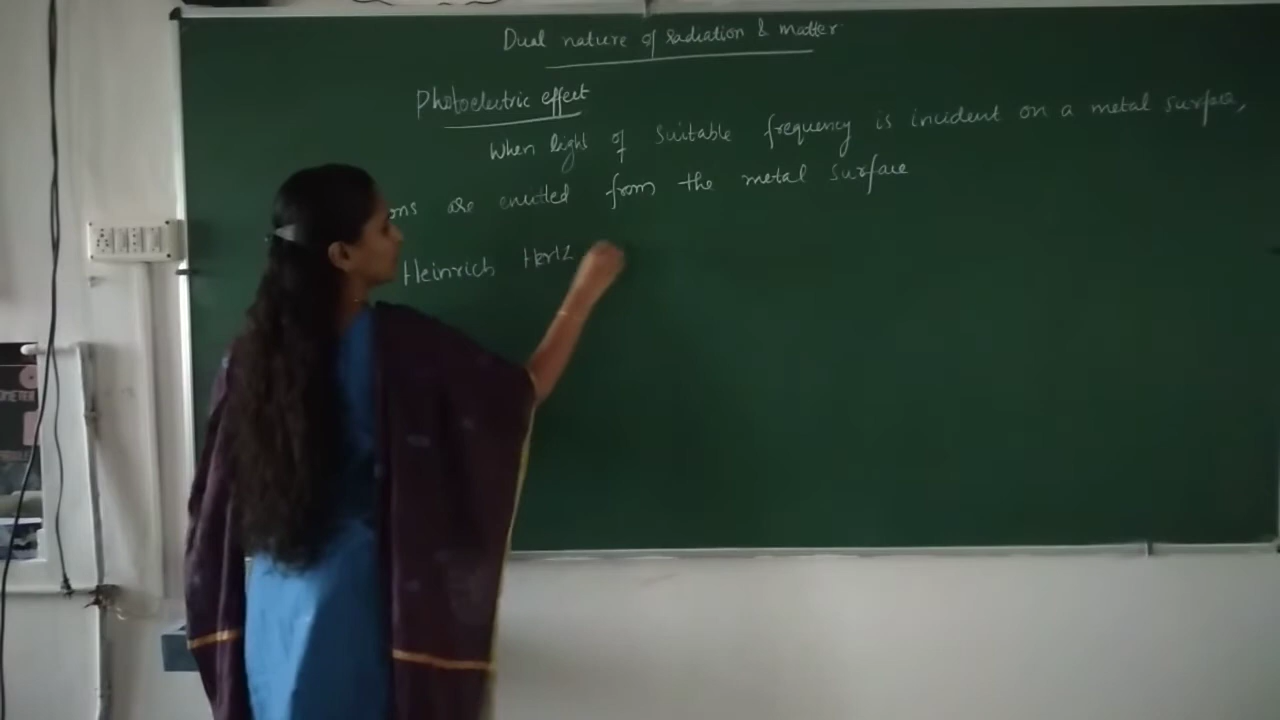 Dual nature of radiation & matter
Photoelectric effect
When light of suitable frequency is incident on a metal surface,
ons are emitted from the metal surface
Heinrich Hertz